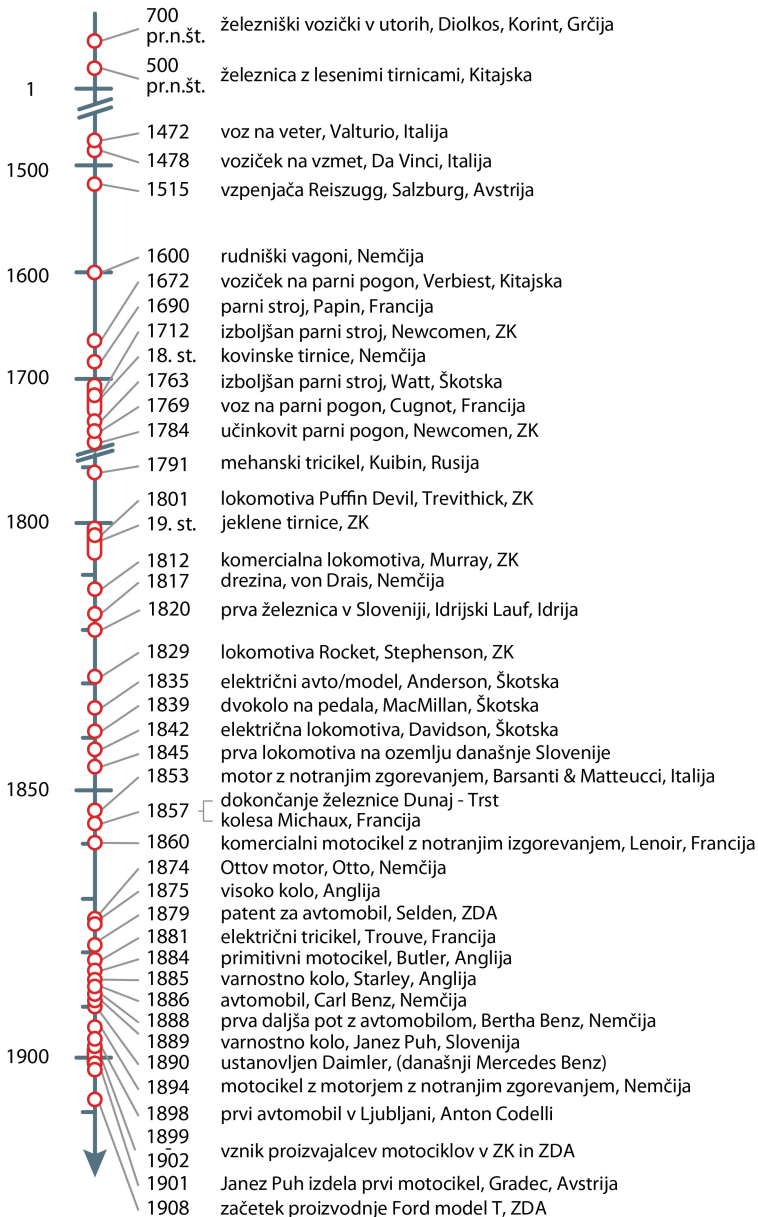 700
pr.n.št. železniški vozički v utorih, Diolkos, Korint, Grčija
500
pr.n.št. železnica z lesenimi tirnicami, Kitajska
1
1472 voz na veter, Valturio, Italija
1478 voziček na vzmet, Da Vinci, Italija
1500
1515 vzpenjača Reiszugg, Salzburg, Avstrija
1600 rudniški vagoni, Nemčija
1600
1672 voziček na parni pogon, Verbiest, Kitajska
1690 parni stroj, Papin, Francija
1712 izboljšan parni stroj, Newcomen, ZK
18. st. kovinske tirnice, Nemčija
1700
1763 izboljšan parni stroj, Watt, Škotska
1769 voz na parni pogon, Cugnot, Francija
1784 učinkovit parni pogon, Newcomen, ZK
1791 mehanski tricikel, Kuibin, Rusija
1801 lokomotiva Puffin Devil, Trevithick, ZK
1800
19. st. jeklene tirnice, ZK
1812 komercialna lokomotiva, Murray, ZK
1817 drezina, von Drais, Nemčija
1820 prva železnica v Sloveniji, Idrijski Lauf, Idrija
1829 lokomotiva Rocket, Stephenson, ZK
1835 električni avto/model, Anderson, Škotska
1839 dvokolo na pedala, MacMillan, Škotska
1842 električna lokomotiva, Davidson, Škotska
1845 prva lokomotiva na ozemlju današnje Slovenije
1853 motor z notranjim zgorevanjem, Barsanti & Matteucci, Italija
1850
1857 dokončanje železnice Dunaj - Trst
kolesa Michaux, Francija
1860 komercialni motocikel z notranjim izgorevanjem, Lenoir, Francija
1874 Ottov motor, Otto, Nemčija
1875 visoko kolo, Anglija
1879 patent za avtomobil, Selden, ZDA
1881 električni tricikel, Trouve, Francija
1884 primitivni motocikel, Butler, Anglija
1885 varnostno kolo, Starley, Anglija
1886 avtomobil, Carl Benz, Nemčija
1888 prva daljša pot z avtomobilom, Bertha Benz, Nemčija
1889 varnostno kolo, Janez Puh, Slovenija
1900
1890 ustanovljen Daimler, (današnji Mercedes Benz)
1894 motocikel z motorjem z notranjim zgorevanjem, Nemčija
1898 prvi avtomobil v Ljubljani, Anton Codelli
1899
-
1902 vznik proizvajalcev motociklov v ZK in ZDA
1901 Janez Puh izdela prvi motocikel, Gradec, Avstrija
1908 začetek proizvodnje Ford model T, ZDA